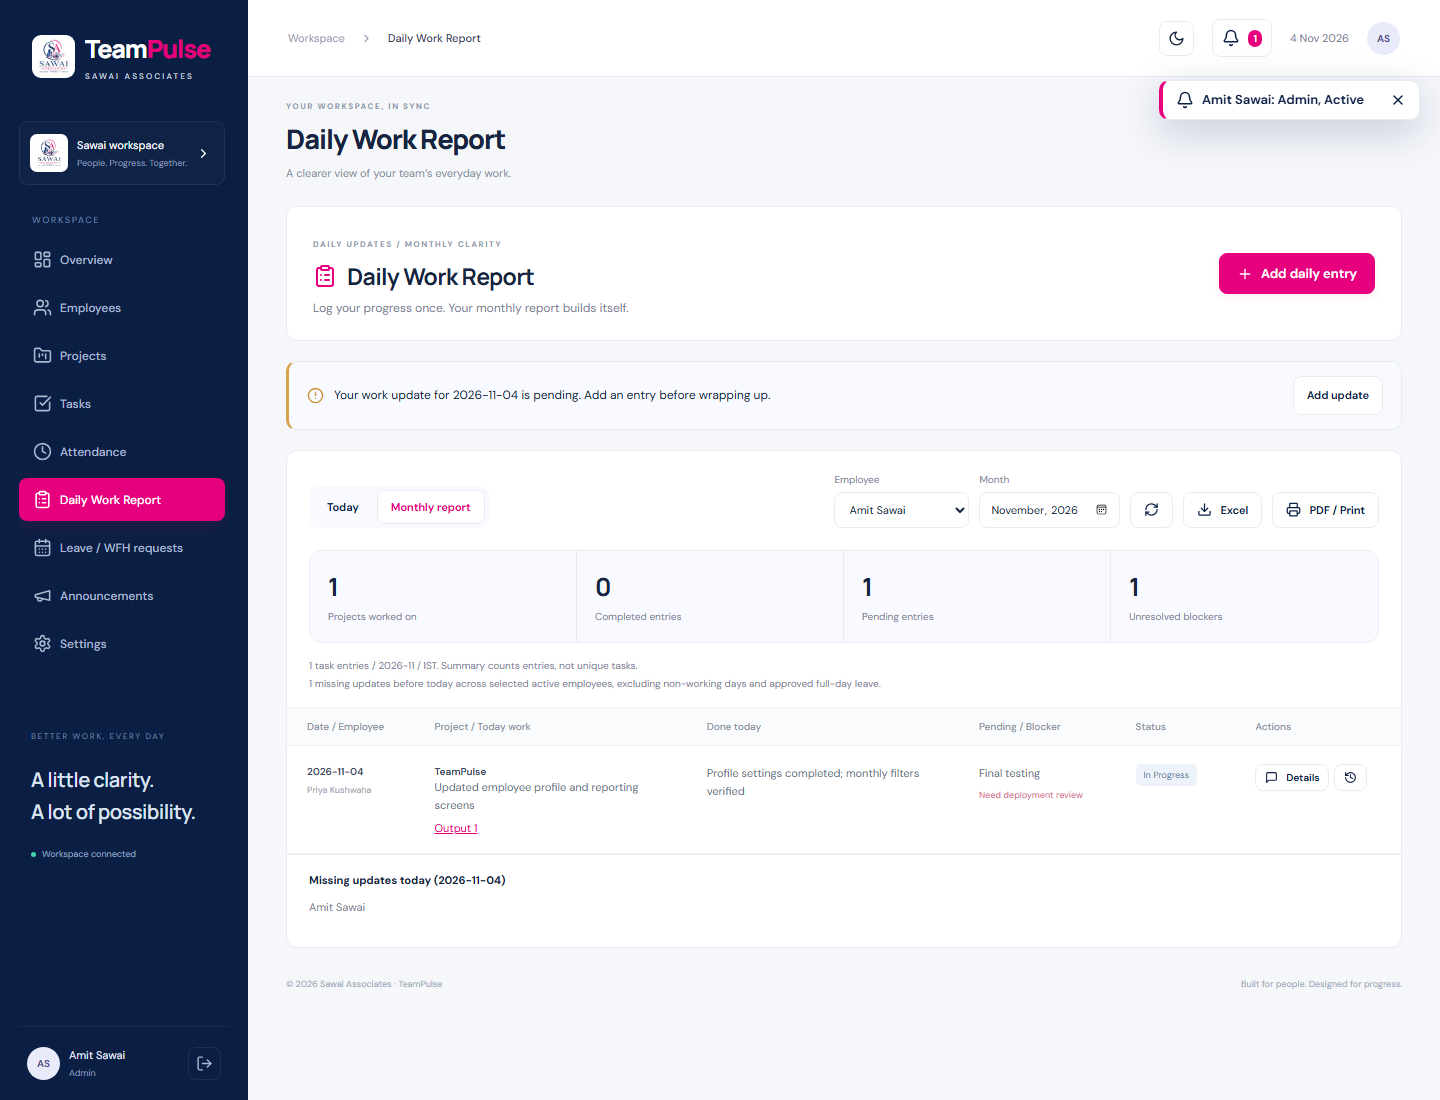 TeamPulse
SAWAI ASSOCIATES
SAWAI
Sawai workspace
People. Progress. Together.
SAWAI
WORKSPACE
Overview
Employees
Projects
Tasks
Attendance
Daily Work Report
Leave / WFH requests
Announcements
Settings
BETTER WORK, EVERY DAY
A little clarity.
A lot of possibility.
Workspace connected
AS
Amit Sawai
Admin
Workspace
Daily Work Report
1
4 Nov 2026
AS
Amit Sawai: Admin, Active
YOUR WORKSPACE, IN SYNC
Daily Work Report
A clearer view of your team's everyday work.
DAILY UPDATES / MONTHLY CLARITY
Daily Work Report
Log your progress once. Your monthly report builds itself.
Add daily entry
Your work update for 2026-11-04 is pending. Add an entry before wrapping up.
Add update
Today
Monthly report
Employee
Amit Sawai
Month
November, 2026
Excel
PDF / Print
1
Projects worked on
0
Completed entries
1
Pending entries
1
Unresolved blockers
1 task entries / 2026-11 / IST. Summary counts entries, not unique tasks.
1 missing updates before today across selected active employees, excluding non-working days and approved full-day leave.
Date / Employee
Project / Today work
Done today
Pending / Blocker
Status
Actions
2026-11-04
Priya Kushwaha
TeamPulse
Updated employee profile and reporting
screens
Output 1
Profile settings completed; monthly filters
verified
Final testing
Need deployment review
In Progress
Details
Missing updates today (2026-11-04)
Amit Sawai
© 2026 Sawai Associates · TeamPulse
Built for people. Designed for progress.